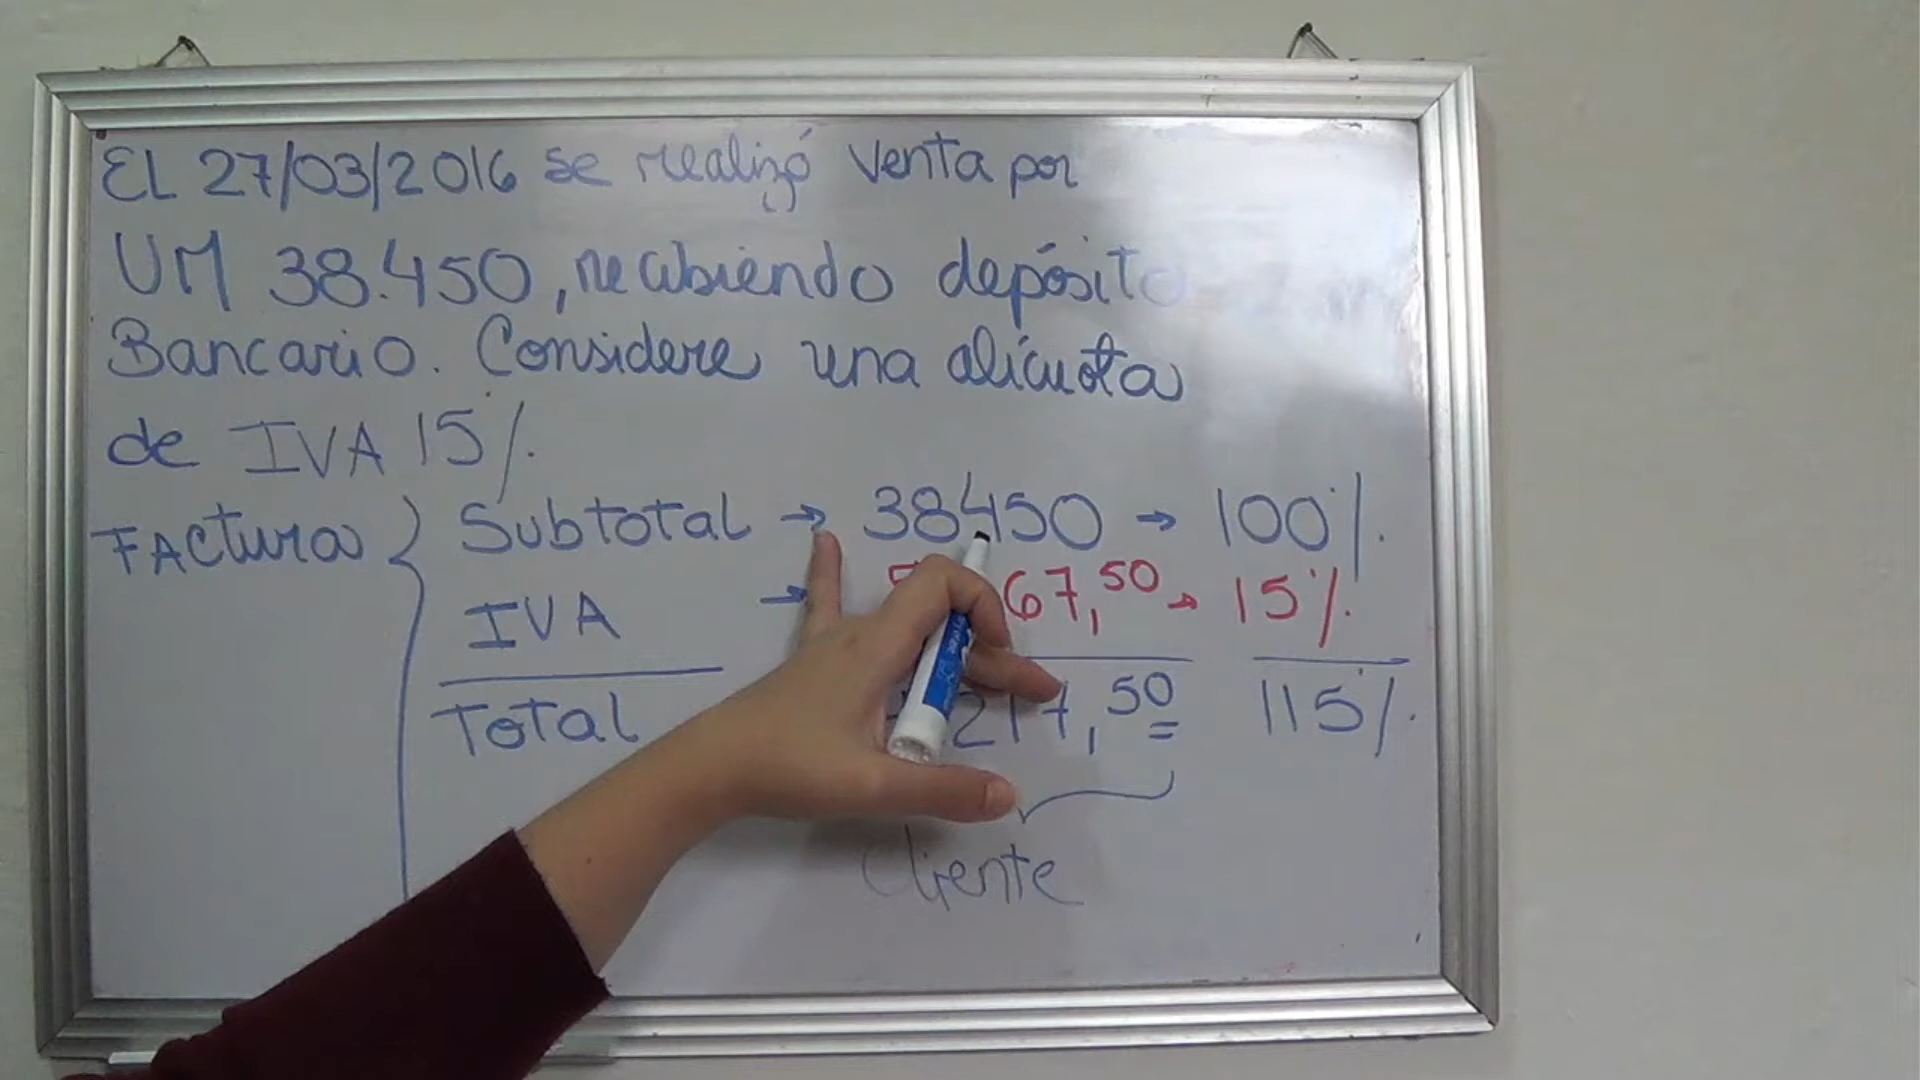 EL 27/03/2016 se realizó venta por
UM 38.450, recibiendo depósito
Bancario. Considere una alícuota
de IVA 15%.
Factura { Subtotal → 38450 → 100%.
IVA → 5 67,50 → 15%.
Total 217,50 115%.
Cliente